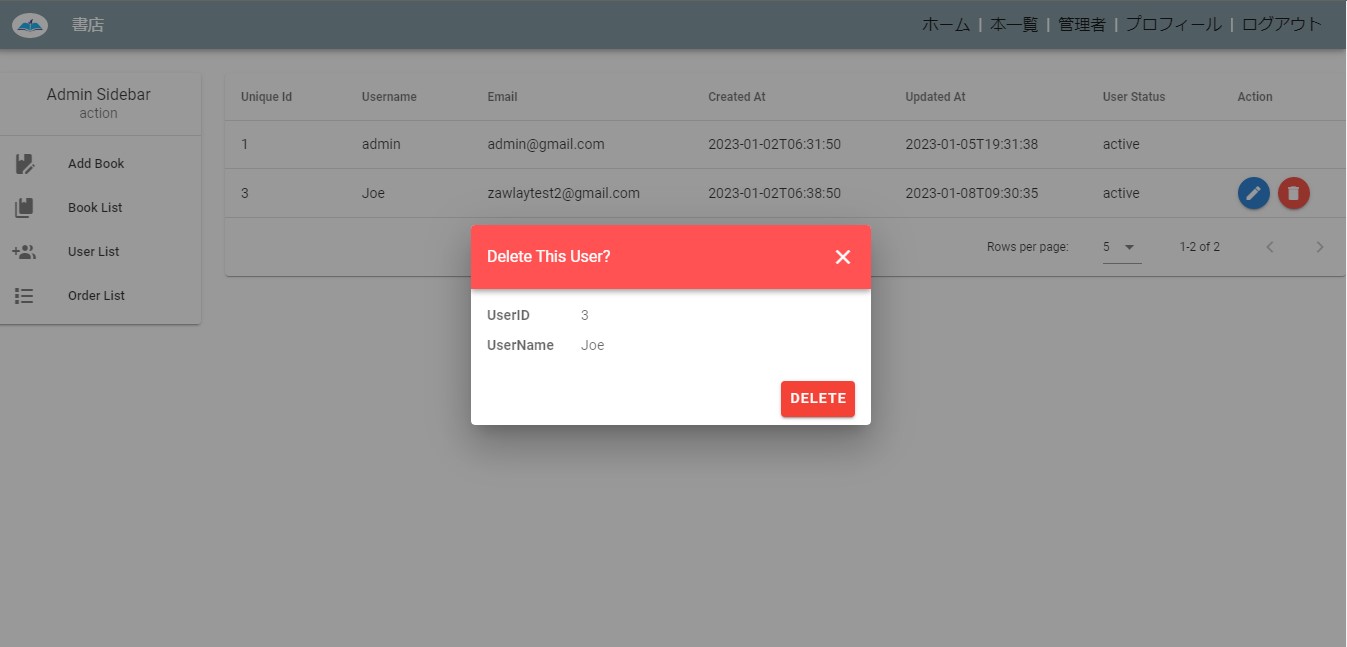 書店 ホーム | 本一覧 | 管理者 | プロフィール | ログアウト
Admin Sidebar
action
Add Book
Book List
User List
Order List
Unique Id Username Email Created At Updated At User Status Action
1 admin admin@gmail.com 2023-01-02T06:31:50 2023-01-05T19:31:38 active
3 Joe zawlaytest2@gmail.com 2023-01-02T06:38:50 2023-01-08T09:30:35 active
Rows per page: 5 1-2 of 2
Delete This User?
UserID 3
UserName Joe
DELETE